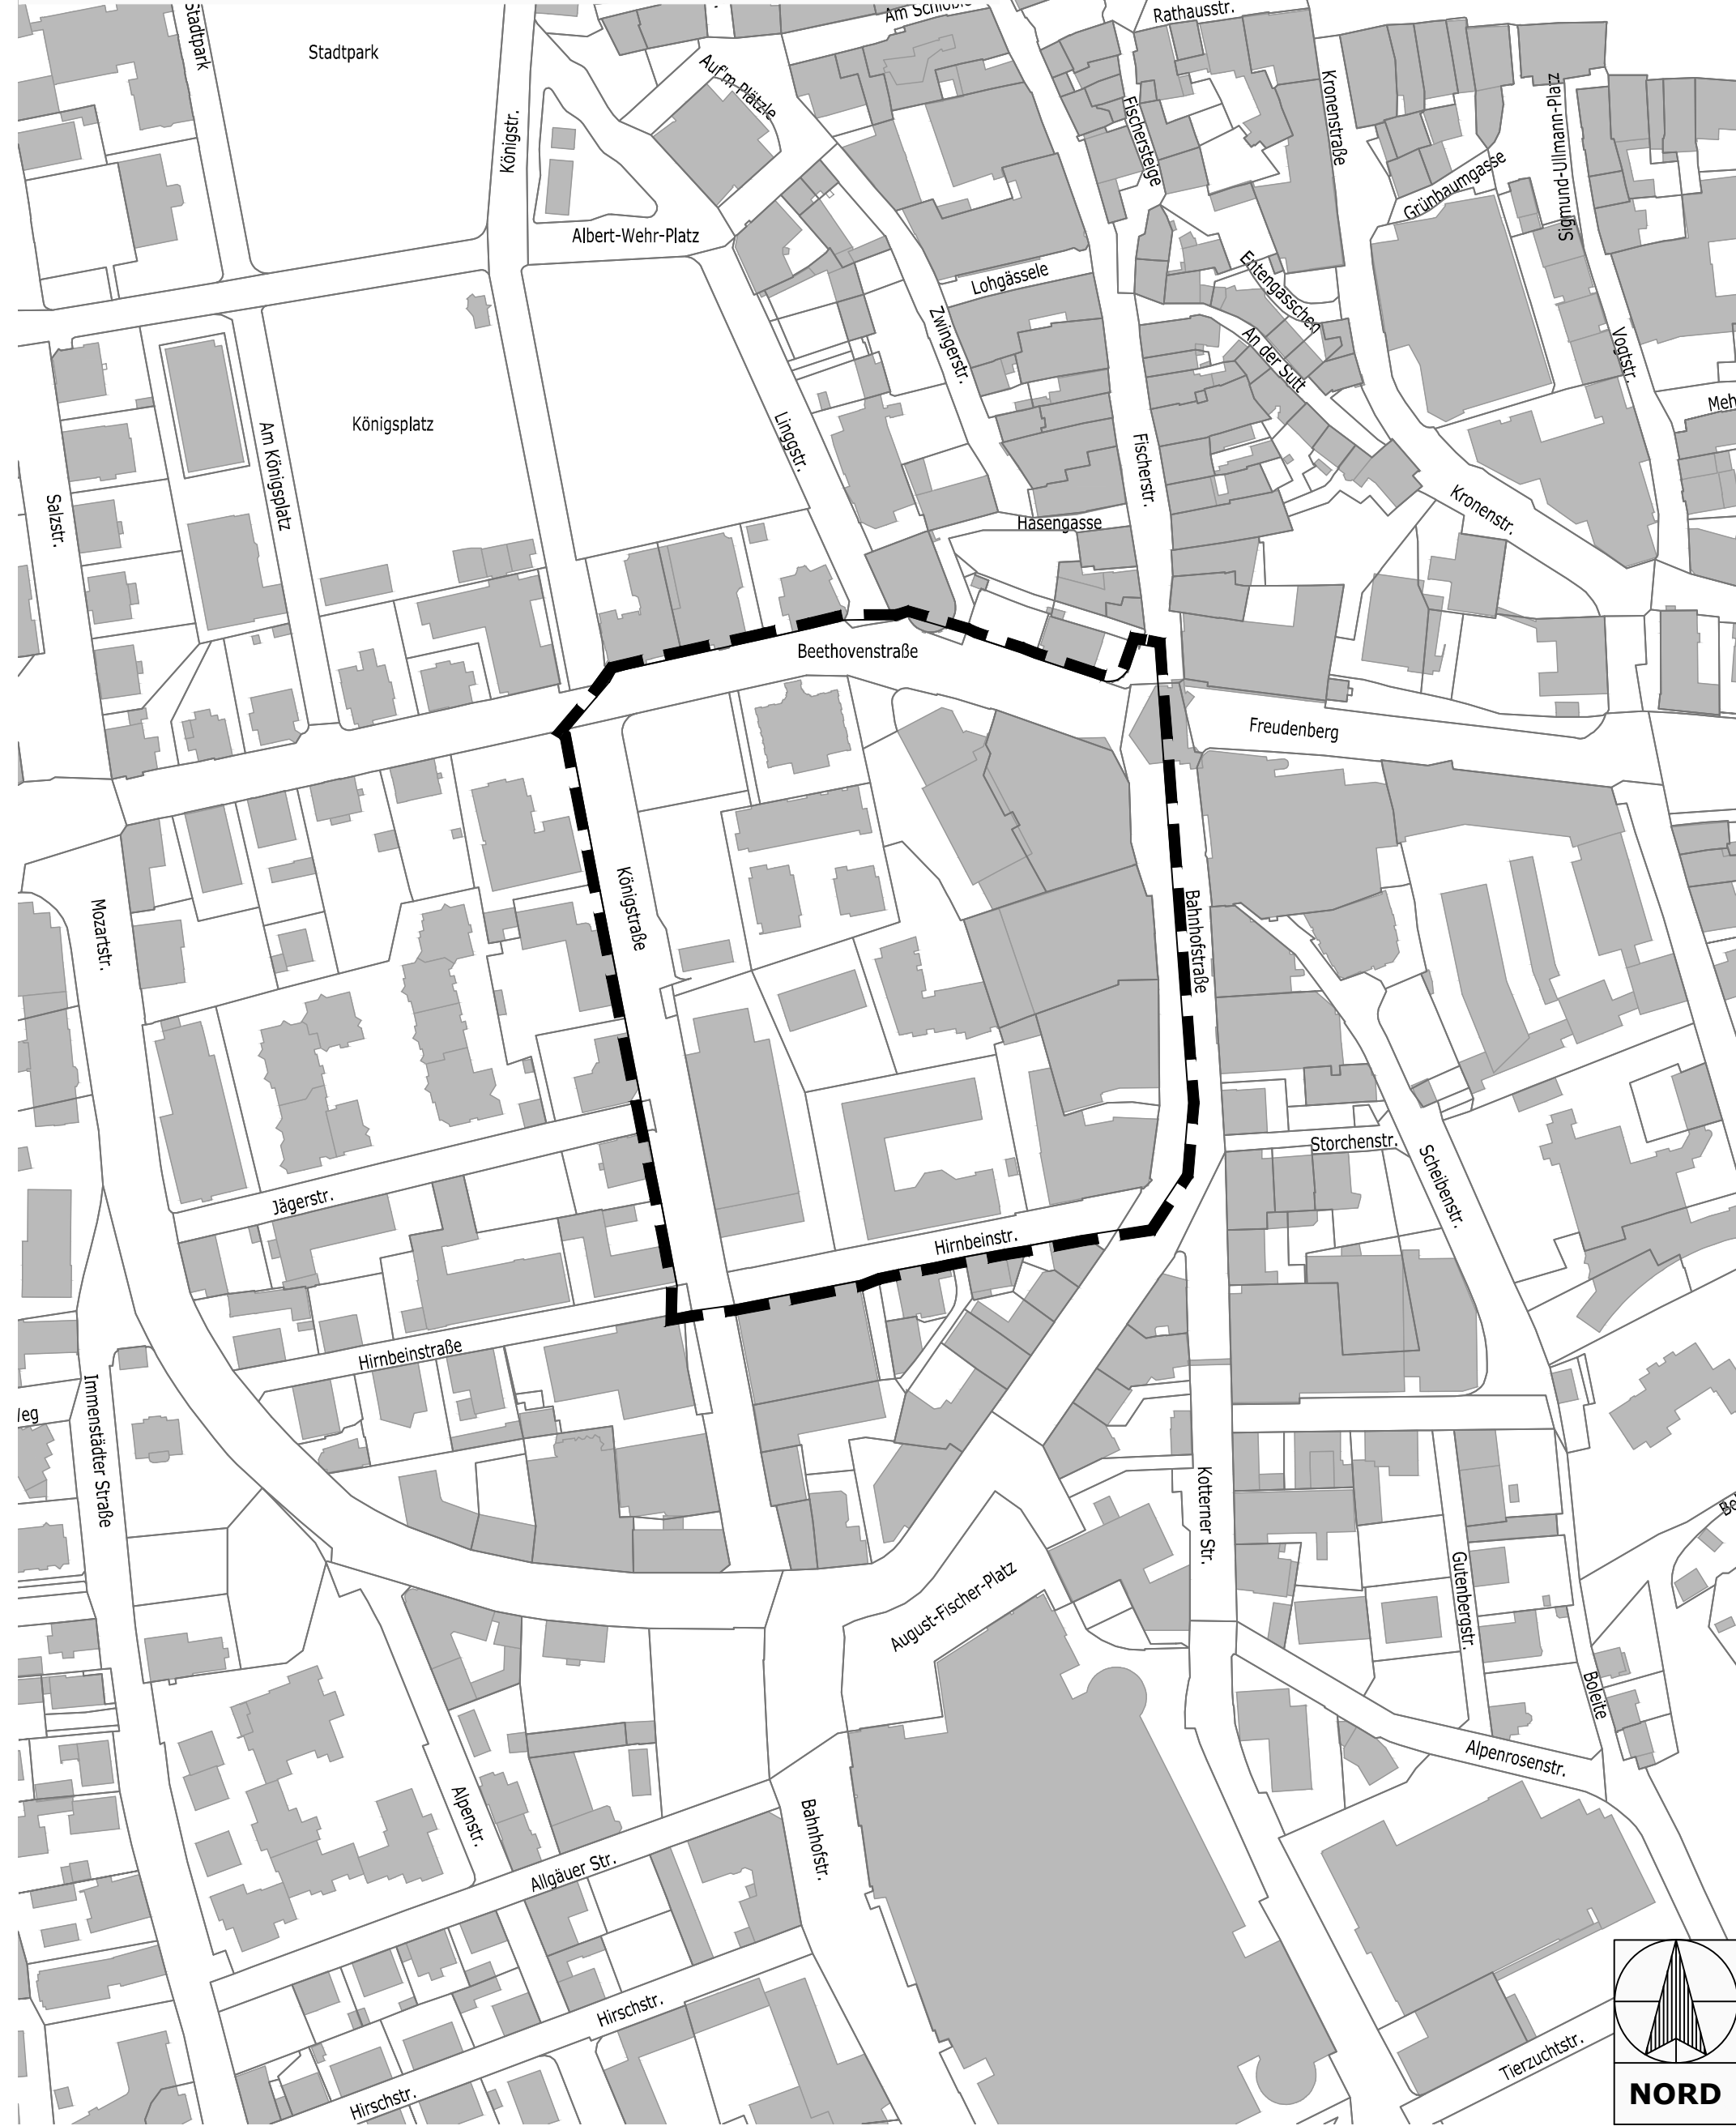 Stadtpark
Stadtpark
Königstr.
Auf'm Plätzle
Rathausstr.
Fischersteige
Kronenstraße
Grünbaumgasse
Sigmund-Ullmann-Platz
Albert-Wehr-Platz
Lohgässele
Entengässchen
An der Sutt
Zwingerstr.
Vogtstr.
Königsplatz
Am Königsplatz
Linggstr.
Fischerstr.
Salzstr.
Hasengasse
Kronenstr.
Beethovenstraße
Freudenberg
Mozartstr.
Königstraße
Bahnhofstraße
Storchenstr.
Scheibenstr.
Jägerstr.
Hirnbeinstr.
Hirnbeinstraße
Immenstädter Straße
Kotterner Str.
Gutenbergstr.
August-Fischer-Platz
Boleite
Alpenrosenstr.
Alpenstr.
Bahnhofstr.
Allgäuer Str.
Hirschstr.
Hirschstr.
Tierzuchtstr.
NORD